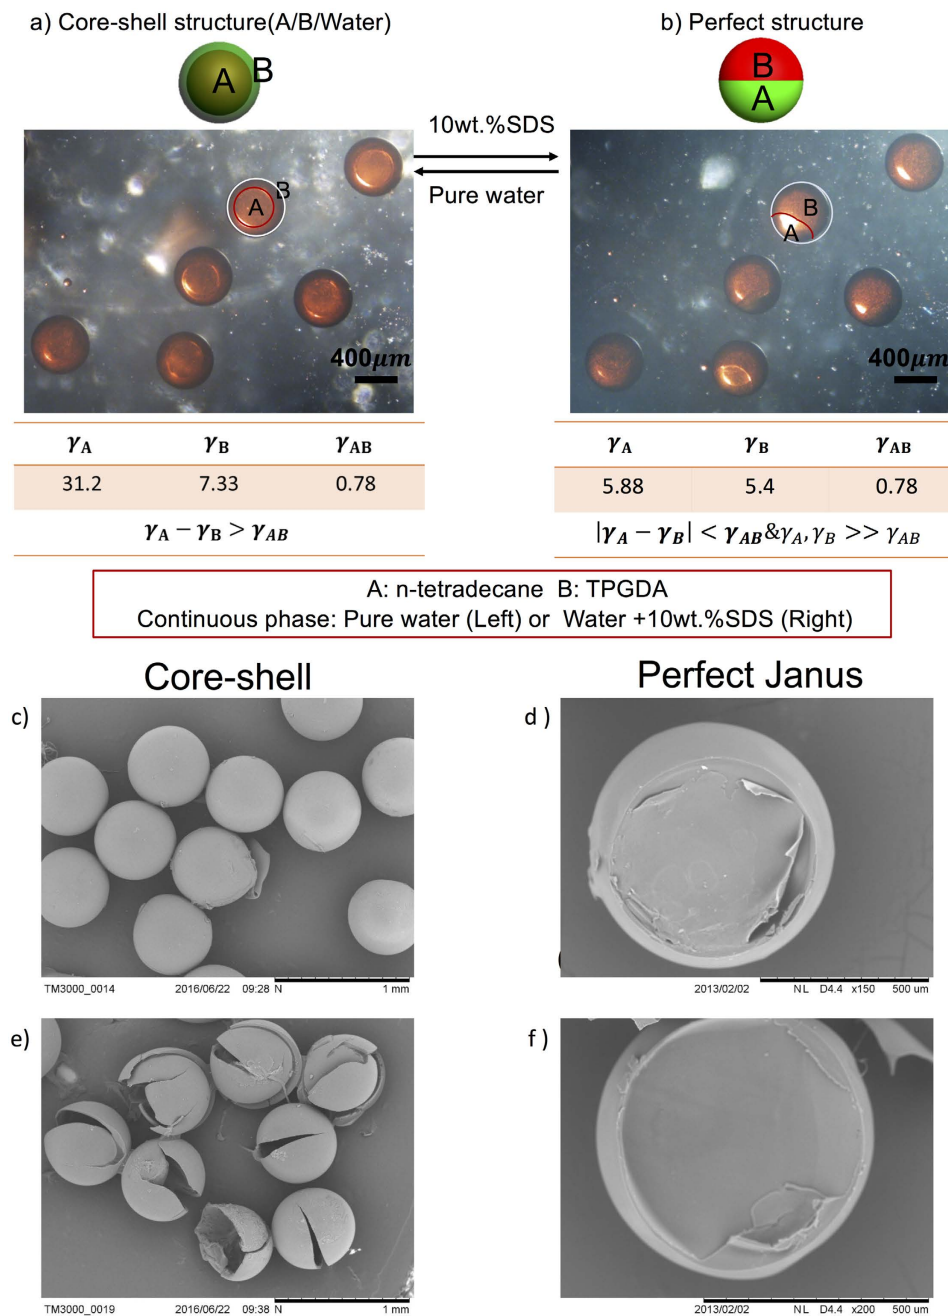 a) Core-shell structure(A/B/Water)
b) Perfect structure
A
B
B
A
10wt.%SDS
Pure water
A
B
400μm
B
A
400μm
γA γB γAB
31.2 7.33 0.78
γA − γB > γAB
γA γB γAB
5.88 5.4 0.78
|γA − γB| < γAB&γA, γB >> γAB
A: n-tetradecane B: TPGDA
Continuous phase: Pure water (Left) or Water +10wt.%SDS (Right)
Core-shell
Perfect Janus
c)
TM3000_0014 2016/06/22 09:28 N 1 mm
d )
2013/02/02 N L D4.4 x150 500 um
e)
TM3000_0019 2016/06/22 09:38 N 1 mm
f )
2013/02/02 N L D4.4 x200 500 um